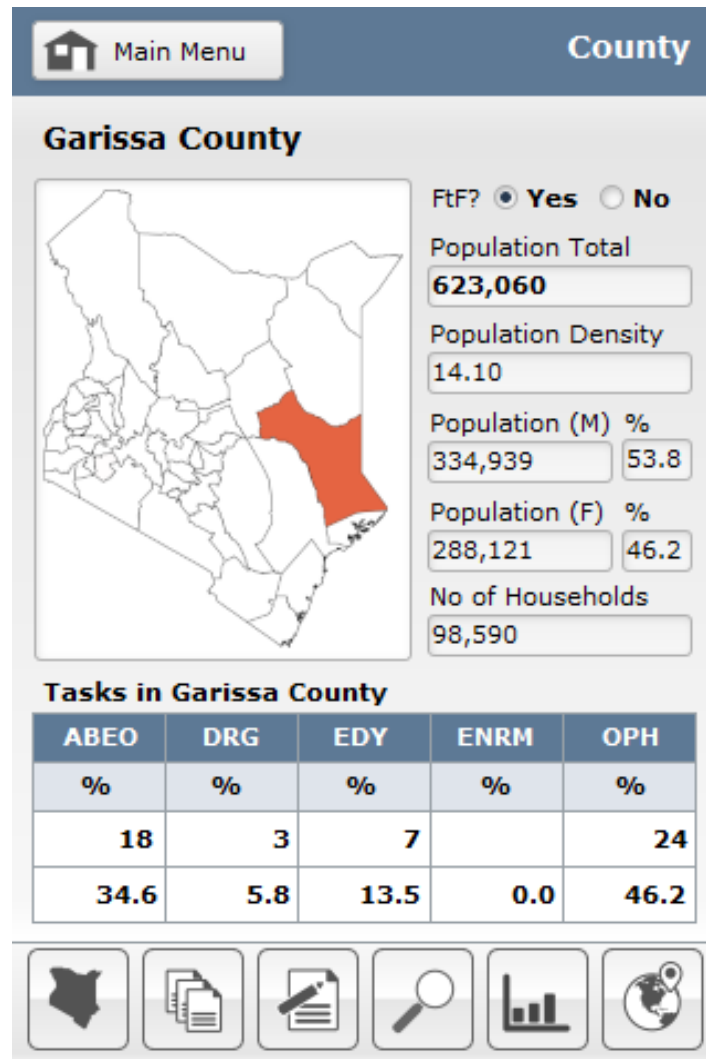 Main Menu
County
Garissa County
FtF? Yes No
Population Total
623,060
Population Density
14.10
Population (M) %
334,939 53.8
Population (F) %
288,121 46.2
No of Households
98,590
Tasks in Garissa County
ABEO DRG EDY ENRM OPH
% % % %
18 3 7 24
34.6 5.8 13.5 0.0 46.2